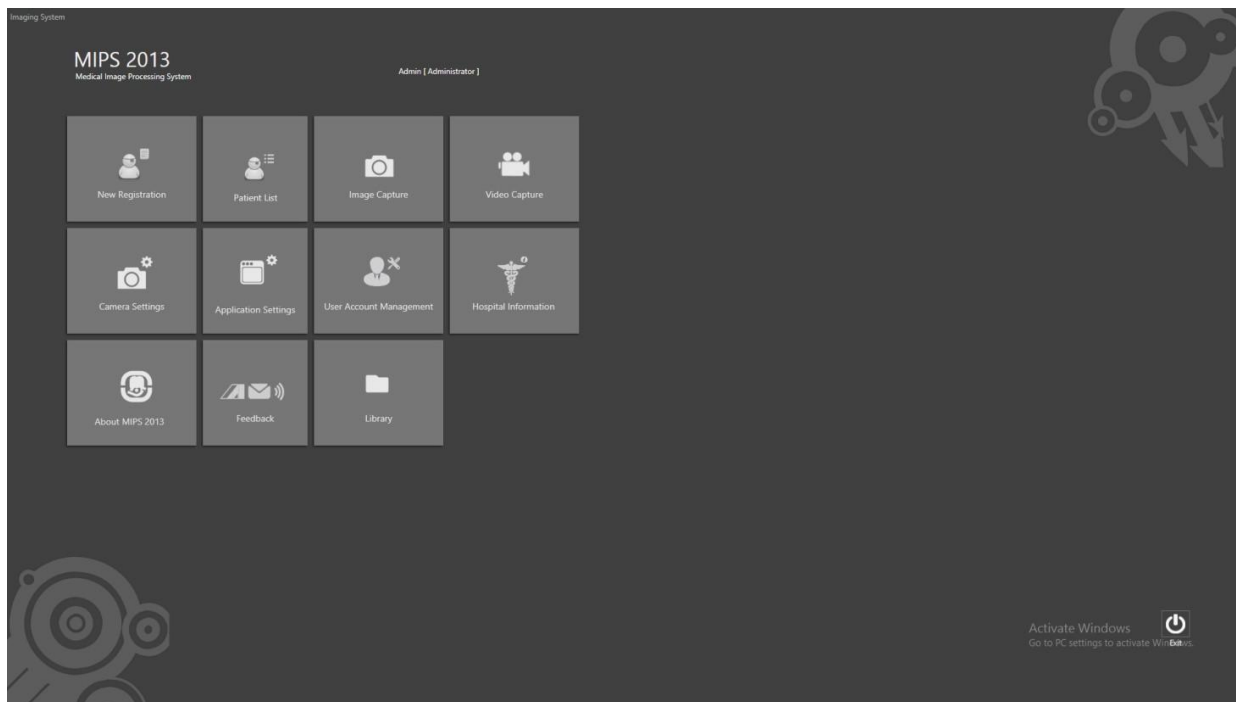 Imaging System
MIPS 2013
Medical Image Processing System
Admin [ Administrator ]
New Registration
Patient List
Image Capture
Video Capture
Camera Settings
Application Settings
User Account Management
Hospital Information
About MIPS 2013
Feedback
Library
Activate Windows
Go to PC settings to activate Windows.
Exit